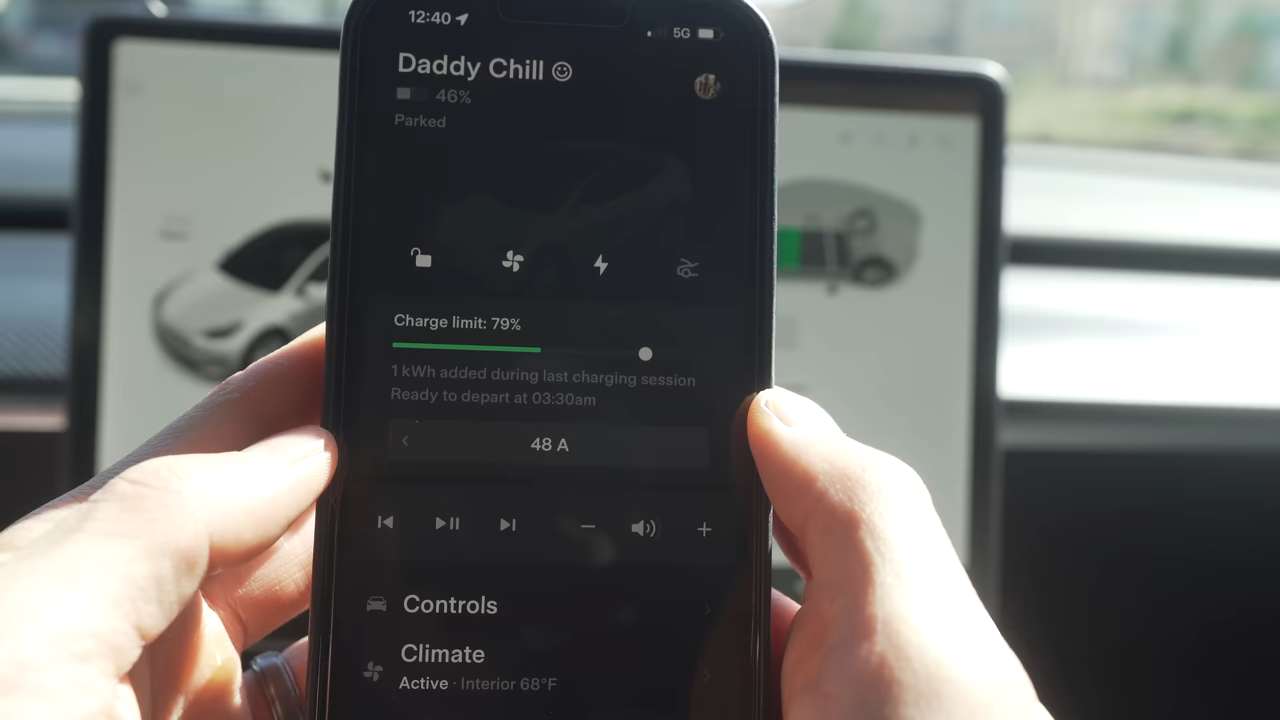 12:40
5G
Daddy Chill ☺
46%
Parked
Charge limit: 79%
1 kWh added during last charging session
Ready to depart at 03:30am
48 A
Controls
Climate
Active · Interior 68°F